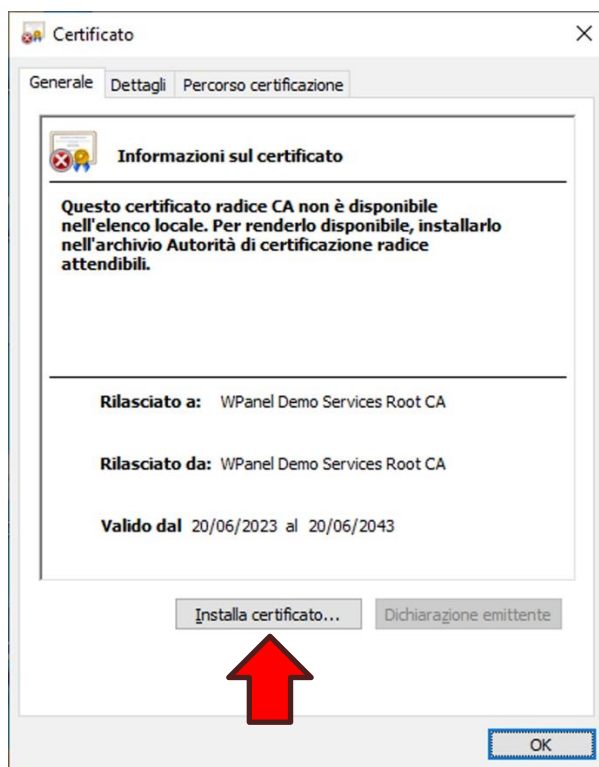 Certificato
Generale Dettagli Percorso certificazione
Informazioni sul certificato
Questo certificato radice CA non è disponibile
nell'elenco locale. Per renderlo disponibile, installarlo
nell'archivio Autorità di certificazione radice
attendibili.
Rilasciato a: WPanel Demo Services Root CA
Rilasciato da: WPanel Demo Services Root CA
Valido dal 20/06/2023 al 20/06/2043
Installa certificato... Dichiarazione emittente
OK